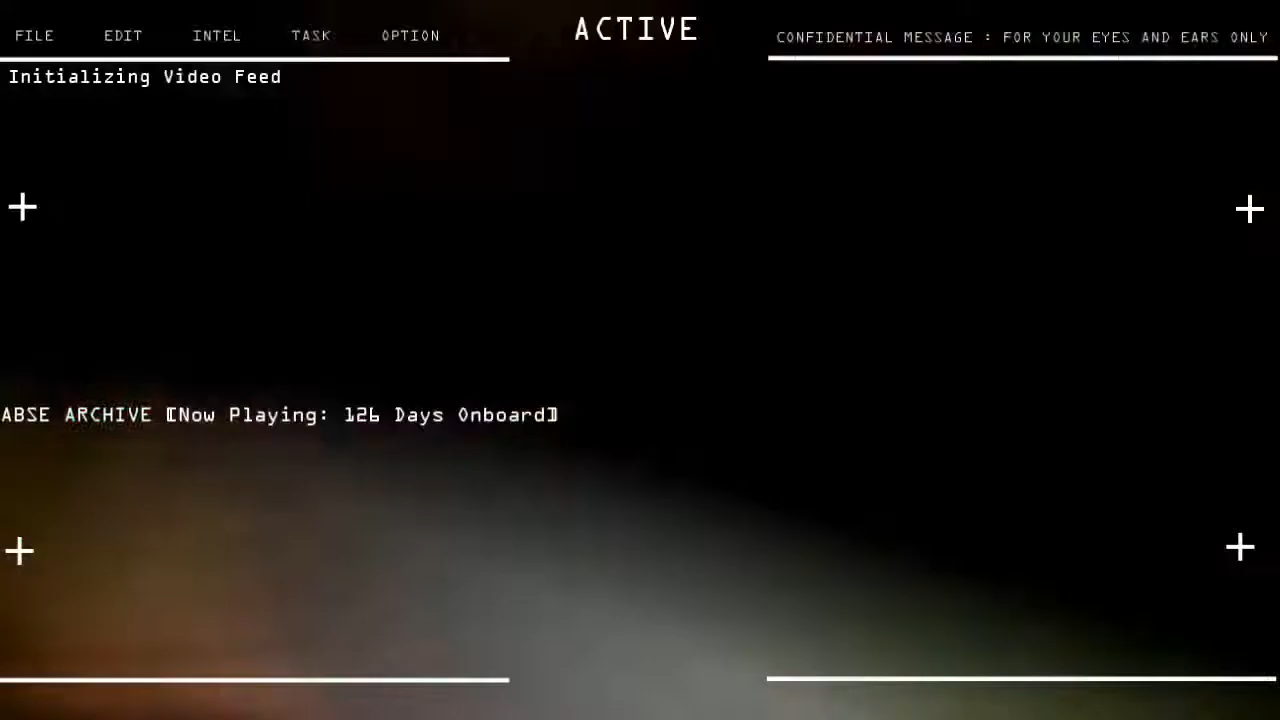 FILE EDIT INTEL TASK OPTION
ACTIVE
CONFIDENTIAL MESSAGE : FOR YOUR EYES AND EARS ONLY
Initializing Video Feed
ABSE ARCHIVE [Now Playing: 126 Days Onboard]